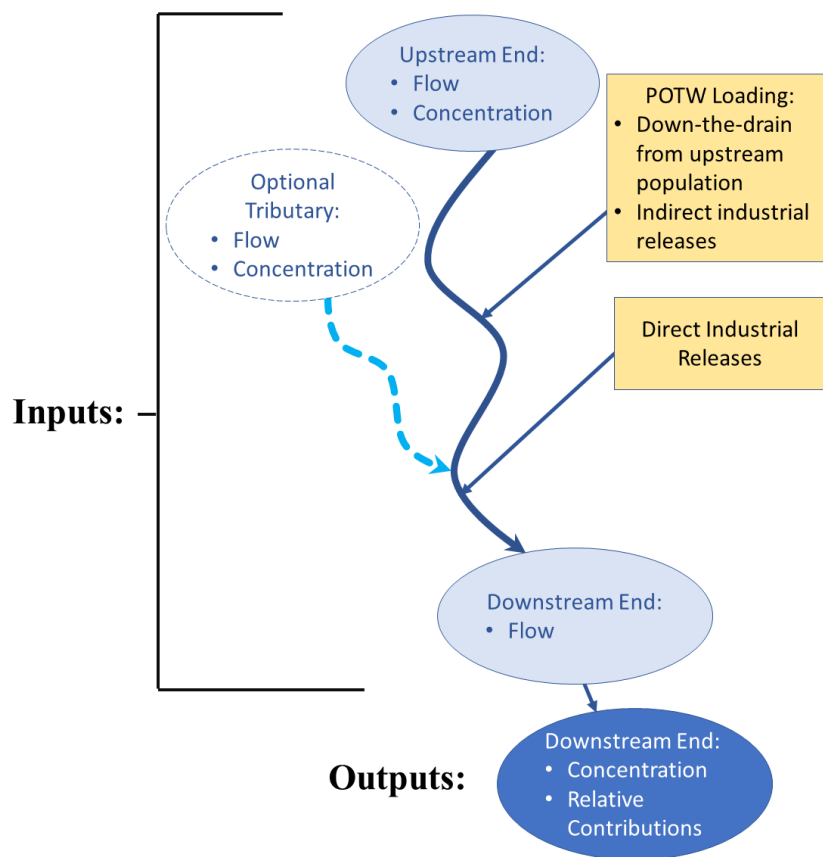 Upstream End:
• Flow
• Concentration
POTW Loading:
• Down-the-drain
from upstream
population
• Indirect industrial
releases
Optional
Tributary:
• Flow
• Concentration
Direct Industrial
Releases
Inputs:
Downstream End:
• Flow
Outputs:
Downstream End:
• Concentration
• Relative
Contributions